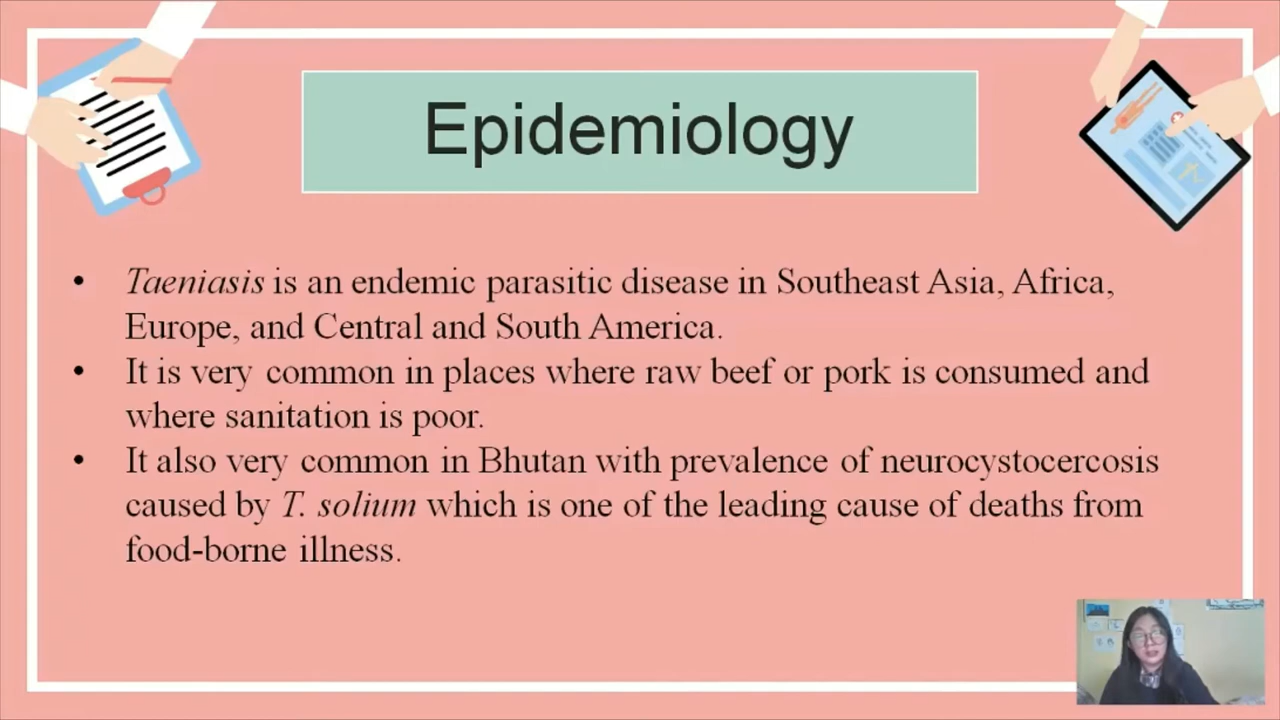 Epidemiology
• Taeniasis is an endemic parasitic disease in Southeast Asia, Africa,
Europe, and Central and South America.
• It is very common in places where raw beef or pork is consumed and
where sanitation is poor.
• It also very common in Bhutan with prevalence of neurocystocercosis
caused by T. solium which is one of the leading cause of deaths from
food-borne illness.